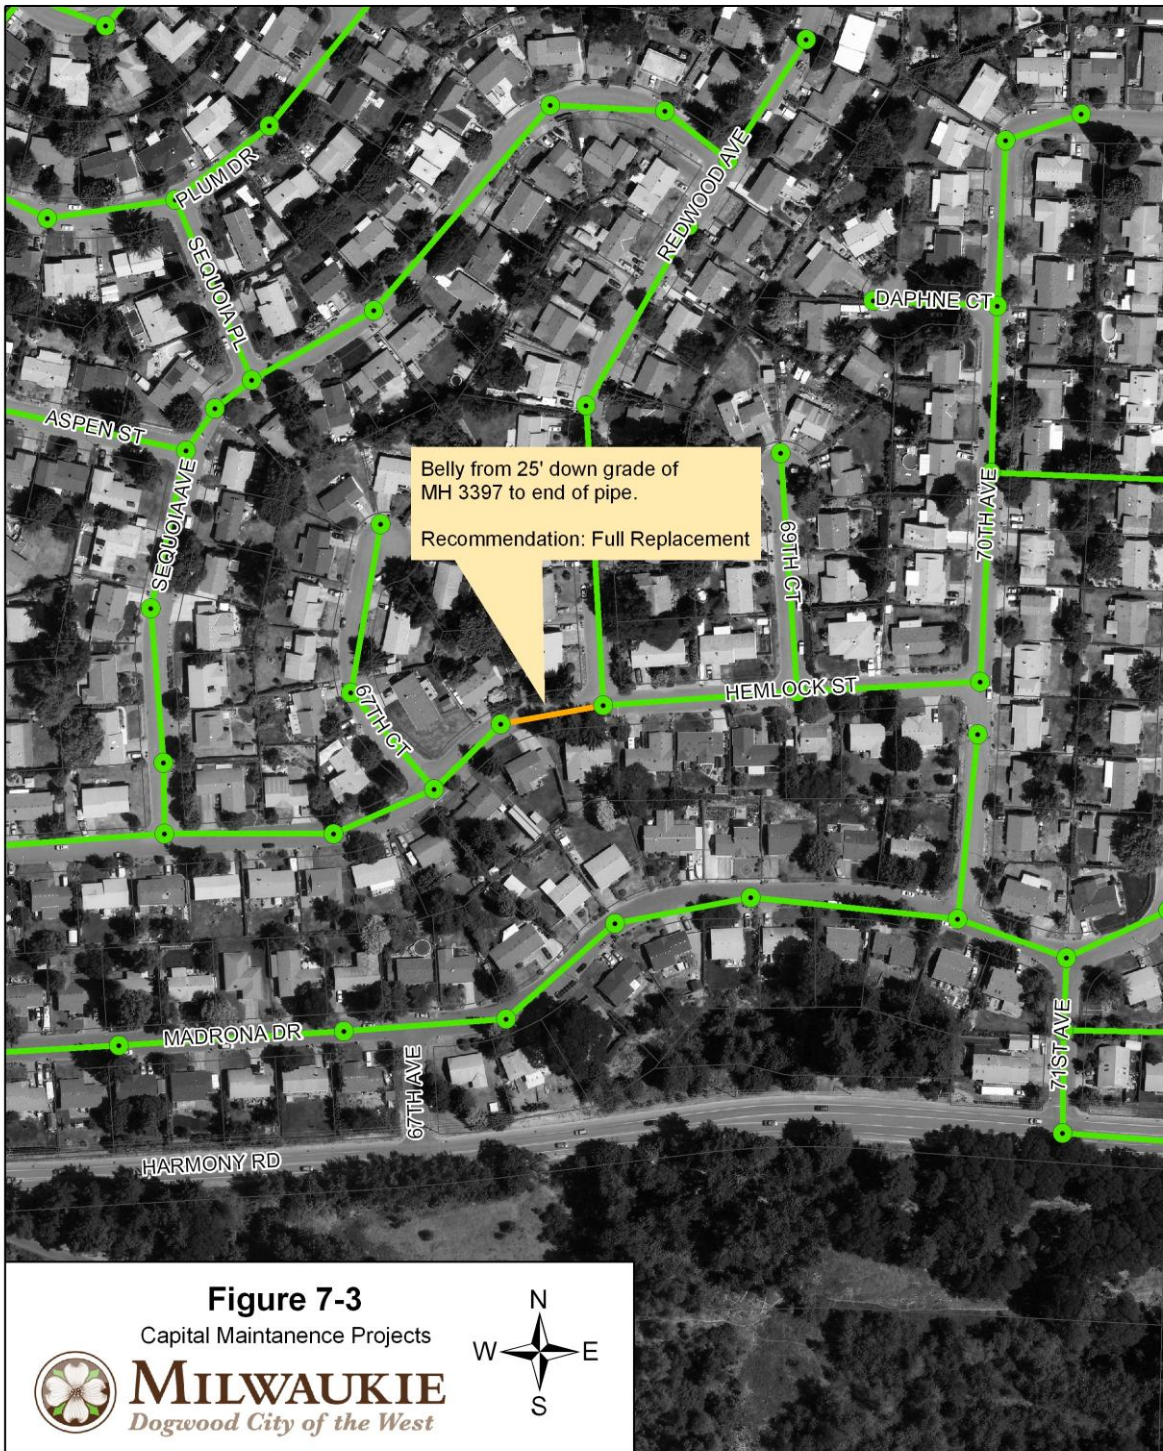 PLUM DR
SEQUOIA PL
REDWOOD AVE
DAPHNE CT
ASPEN ST
SEQUOIA AVE
Belly from 25' down grade of
MH 3397 to end of pipe.
Recommendation: Full Replacement
69TH CT
70TH AVE
67TH CT
HEMLOCK ST
MADRONA DR
67TH AVE
71ST AVE
HARMONY RD
Figure 7-3
Capital Maintanence Projects
MILWAUKIE
Dogwood City of the West
N
W
E
S